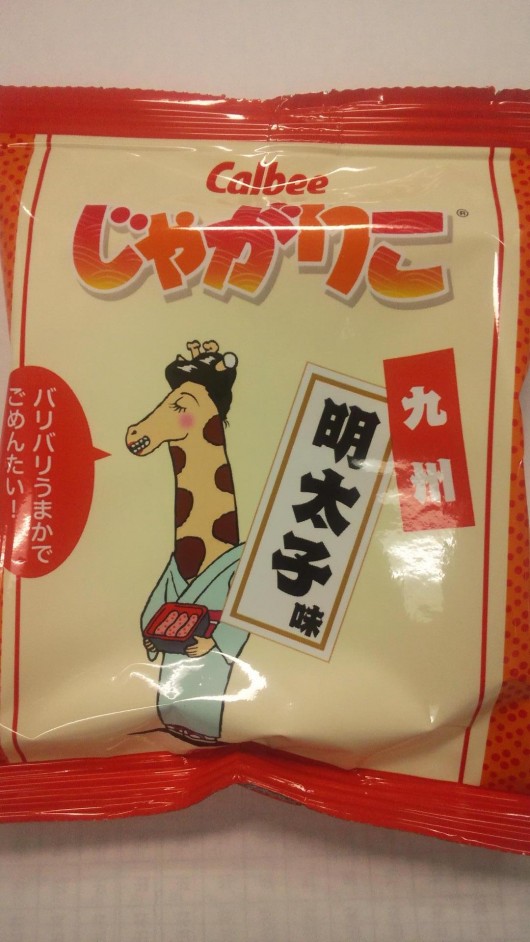 Calbee
じゃがりこ®
九州
明太子味
バリバリうまかで
ごめんたい!